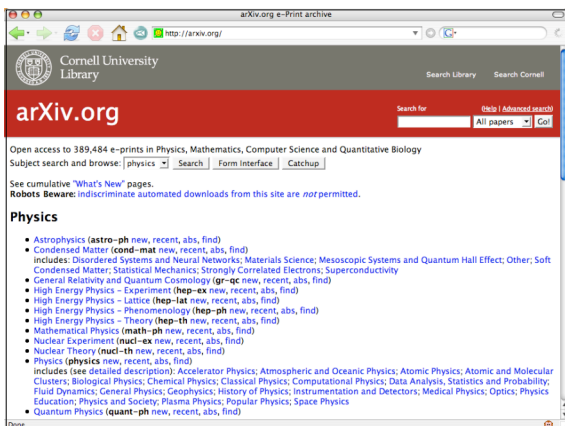 arXiv.org e-Print archive
http://arxiv.org/
G
Cornell University
Library
Search Library Search Cornell
arXiv.org
Search for (Help | Advanced search)
All papers Go!
Open access to 389,484 e-prints in Physics, Mathematics, Computer Science and Quantitative Biology
Subject search and browse: physics Search Form Interface Catchup
See cumulative "What's New" pages.
Robots Beware: indiscriminate automated downloads from this site are not permitted.
Physics
Astrophysics (astro-ph new, recent, abs, find)
Condensed Matter (cond-mat new, recent, abs, find)
includes: Disordered Systems and Neural Networks; Materials Science; Mesoscopic Systems and Quantum Hall Effect; Other; Soft
Condensed Matter; Statistical Mechanics; Strongly Correlated Electrons; Superconductivity
General Relativity and Quantum Cosmology (gr-qc new, recent, abs, find)
High Energy Physics - Experiment (hep-ex new, recent, abs, find)
High Energy Physics - Lattice (hep-lat new, recent, abs, find)
High Energy Physics - Phenomenology (hep-ph new, recent, abs, find)
High Energy Physics - Theory (hep-th new, recent, abs, find)
Mathematical Physics (math-ph new, recent, abs, find)
Nuclear Experiment (nucl-ex new, recent, abs, find)
Nuclear Theory (nucl-th new, recent, abs, find)
Physics (physics new, recent, abs, find)
includes (see detailed description): Accelerator Physics; Atmospheric and Oceanic Physics; Atomic Physics; Atomic and Molecular
Clusters; Biological Physics; Chemical Physics; Classical Physics; Computational Physics; Data Analysis, Statistics and Probability;
Fluid Dynamics; General Physics; Geophysics; History of Physics; Instrumentation and Detectors; Medical Physics; Optics; Physics
Education; Physics and Society; Plasma Physics; Popular Physics; Space Physics
Quantum Physics (quant-ph new, recent, abs, find)
Done